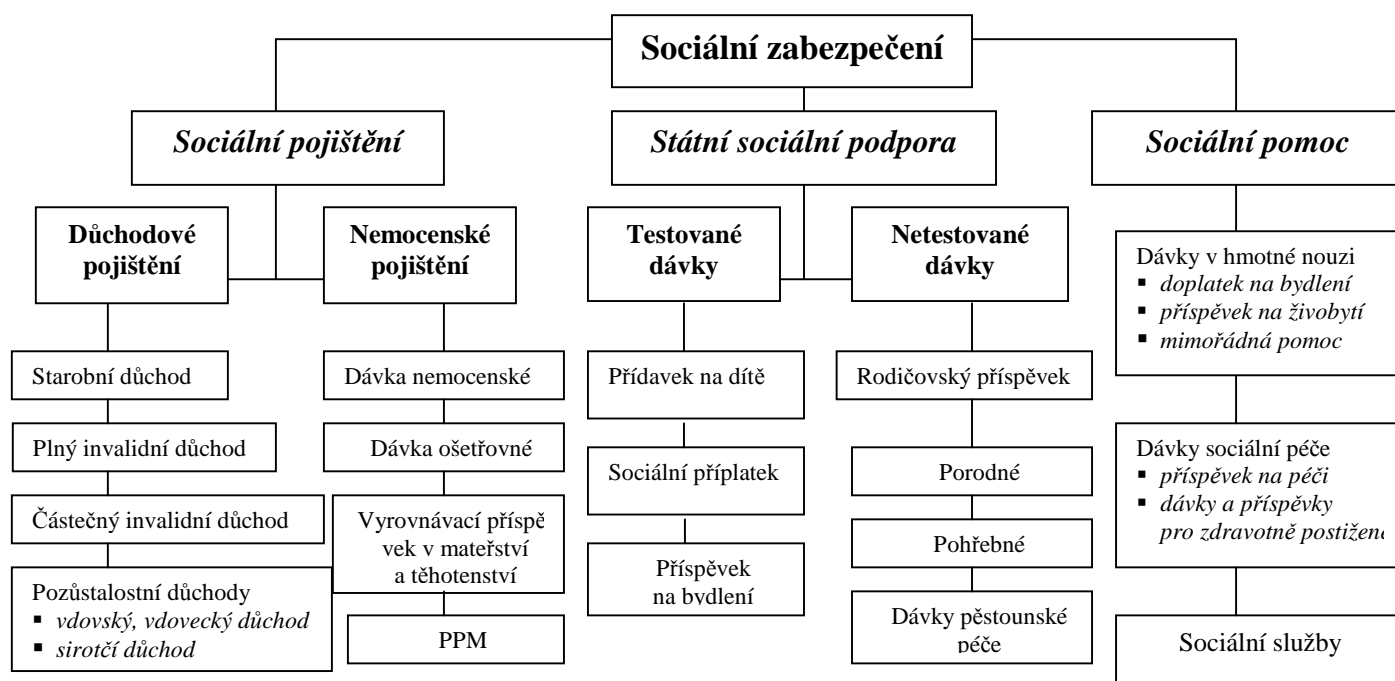 Sociální zabezpečení
Sociální pojištění
Státní sociální podpora
Sociální pomoc
Důchodové
pojištění
Nemocenské
pojištění
Testované
dávky
Netestované
dávky
Starobní důchod
Plný invalidní důchod
Částečný invalidní důchod
Pozůstalostní důchody
▪ vdovský, vdovecký důchod
▪ sirotčí důchod
Dávka nemocenské
Dávka ošetřovné
Vyrovnávací příspě
vek v mateřství
a těhotenství
PPM
Přídavek na dítě
Sociální příplatek
Příspěvek
na bydlení
Rodičovský příspěvek
Porodné
Pohřebné
Dávky pěstounské
péče
Dávky v hmotné nouzi
▪ doplatek na bydlení
▪ příspěvek na živobytí
▪ mimořádná pomoc
Dávky sociální péče
▪ příspěvek na péči
▪ dávky a příspěvky
pro zdravotně postižené
Sociální služby